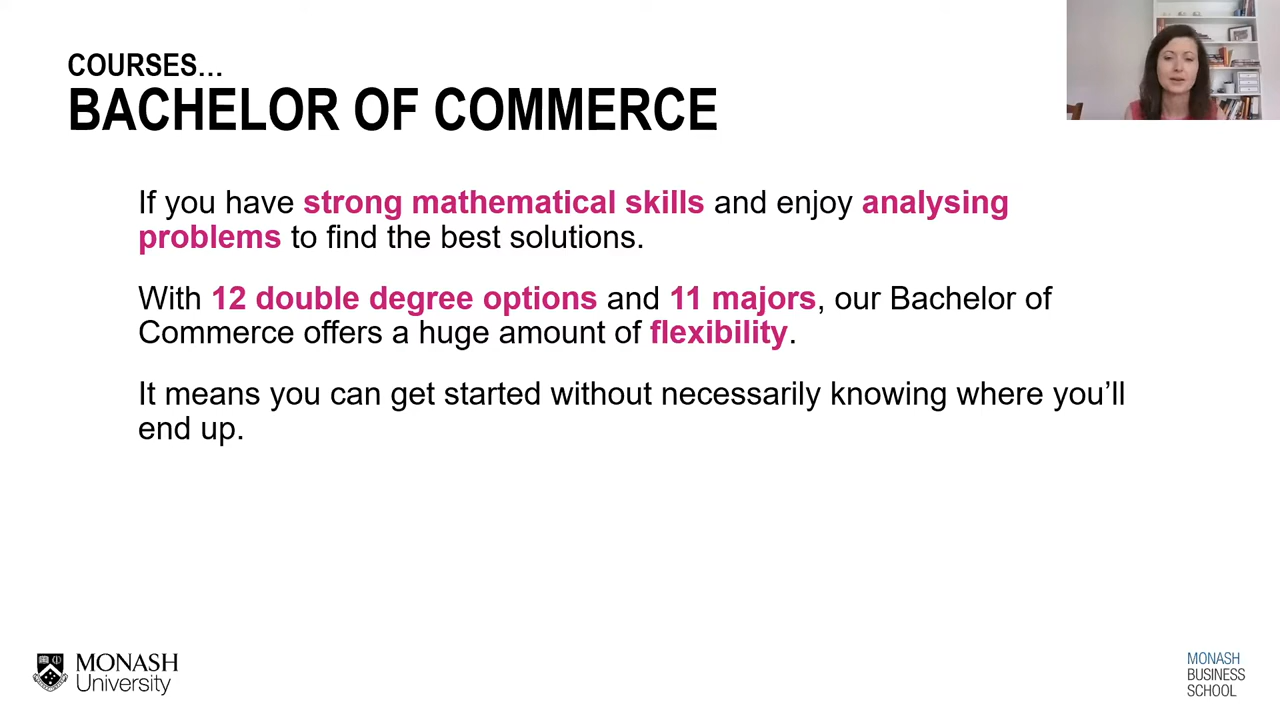 COURSES…
BACHELOR OF COMMERCE
If you have strong mathematical skills and enjoy analysing
problems to find the best solutions.
With 12 double degree options and 11 majors, our Bachelor of
Commerce offers a huge amount of flexibility.
It means you can get started without necessarily knowing where you’ll
end up.
MONASH
University
MONASH
BUSINESS
SCHOOL